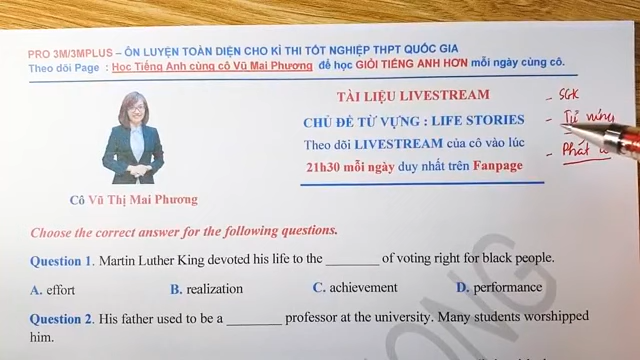 PRO 3M/3MPLUS – ÔN LUYỆN TOÀN DIỆN CHO KÌ THI TỐT NGHIỆP THPT QUỐC GIA
Theo dõi Page : Học Tiếng Anh cùng cô Vũ Mai Phương để học GIỎI TIẾNG ANH HƠN mỗi ngày cùng cô.
TÀI LIỆU LIVESTREAM
CHỦ ĐỀ TỪ VỰNG : LIFE STORIES
Theo dõi LIVESTREAM của cô vào lúc
21h30 mỗi ngày duy nhất trên Fanpage
- SGK
- Từ vựng
- Phát
Cô Vũ Thị Mai Phương
Choose the correct answer for the following questions.
Question 1. Martin Luther King devoted his life to the ________ of voting right for black people.
A. effort B. realization C. achievement D. performance
Question 2. His father used to be a ________ professor at the university. Many students worshipped
him.